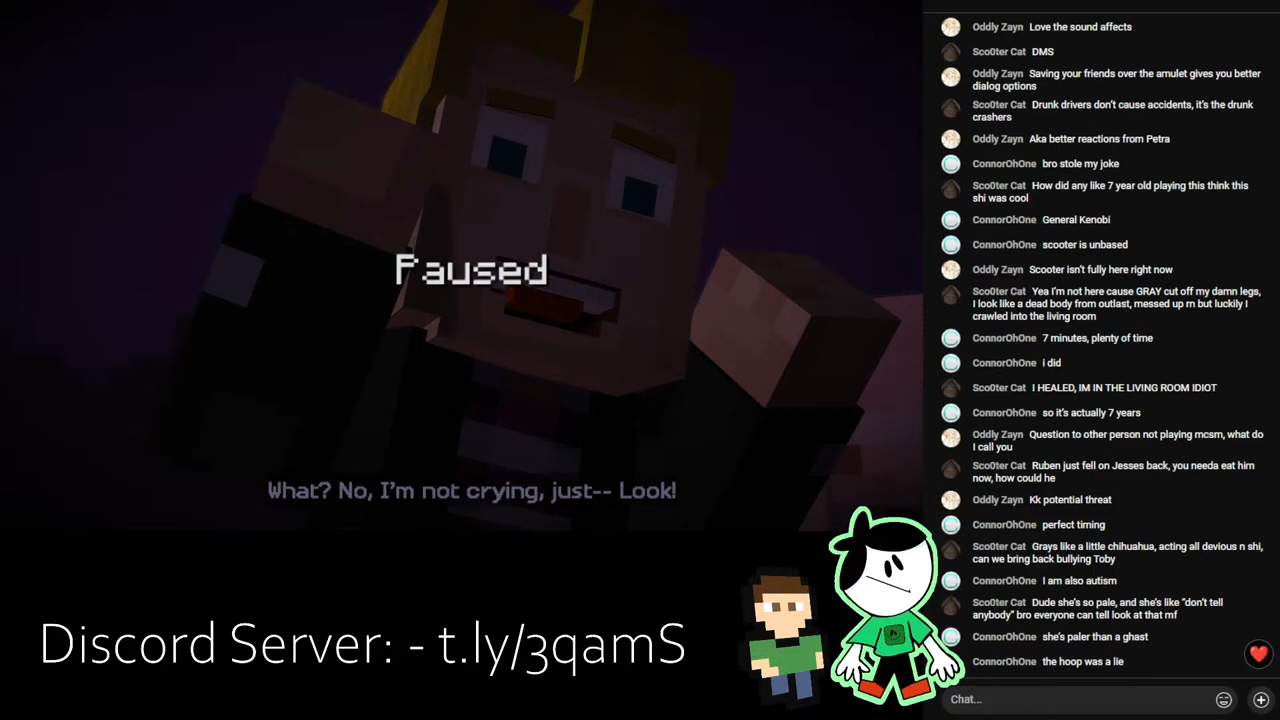 Paused
What? No, I'm not crying, just-- Look!
Discord Server: - t.ly/3qamS
Oddly Zayn Love the sound affects
Sco0ter Cat DMS
Oddly Zayn Saving your friends over the amulet gives you better
dialog options
Sco0ter Cat Drunk drivers don't cause accidents, it's the drunk
crashers
Oddly Zayn Aka better reactions from Petra
ConnorOhOne bro stole my joke
Sco0ter Cat How did any like 7 year old playing this think this
shi was cool
ConnorOhOne General Kenobi
ConnorOhOne scooter is unbased
Oddly Zayn Scooter isn't fully here right now
Sco0ter Cat Yea I'm not here cause GRAY cut off my damn legs,
I look like a dead body from outlast, messed up rn but luckily I
crawled into the living room
ConnorOhOne 7 minutes, plenty of time
ConnorOhOne i did
Sco0ter Cat I HEALED, IM IN THE LIVING ROOM IDIOT
ConnorOhOne so it's actually 7 years
Oddly Zayn Question to other person not playing mcsm, what do
I call you
Sco0ter Cat Ruben just fell on Jesses back, you needa eat him
now, how could he
Oddly Zayn Kk potential threat
ConnorOhOne perfect timing
Sco0ter Cat Grays like a little chihuahua, acting all devious n shi,
can we bring back bullying Toby
ConnorOhOne I am also autism
Sco0ter Cat Dude she's so pale, and she's like "don't tell
anybody" bro everyone can tell look at that mf
ConnorOhOne she's paler than a ghast
ConnorOhOne the hoop was a lie
Chat...